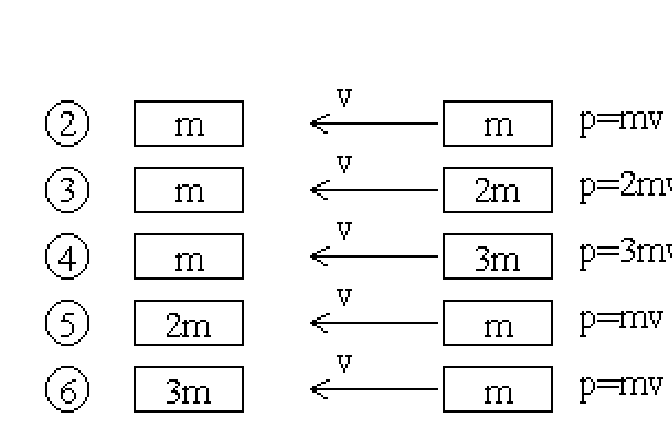 v
② m m p=mv
v
③ m 2m p=2mv
v
④ m 3m p=3mv
v
⑤ 2m m p=mv
v
⑥ 3m m p=mv